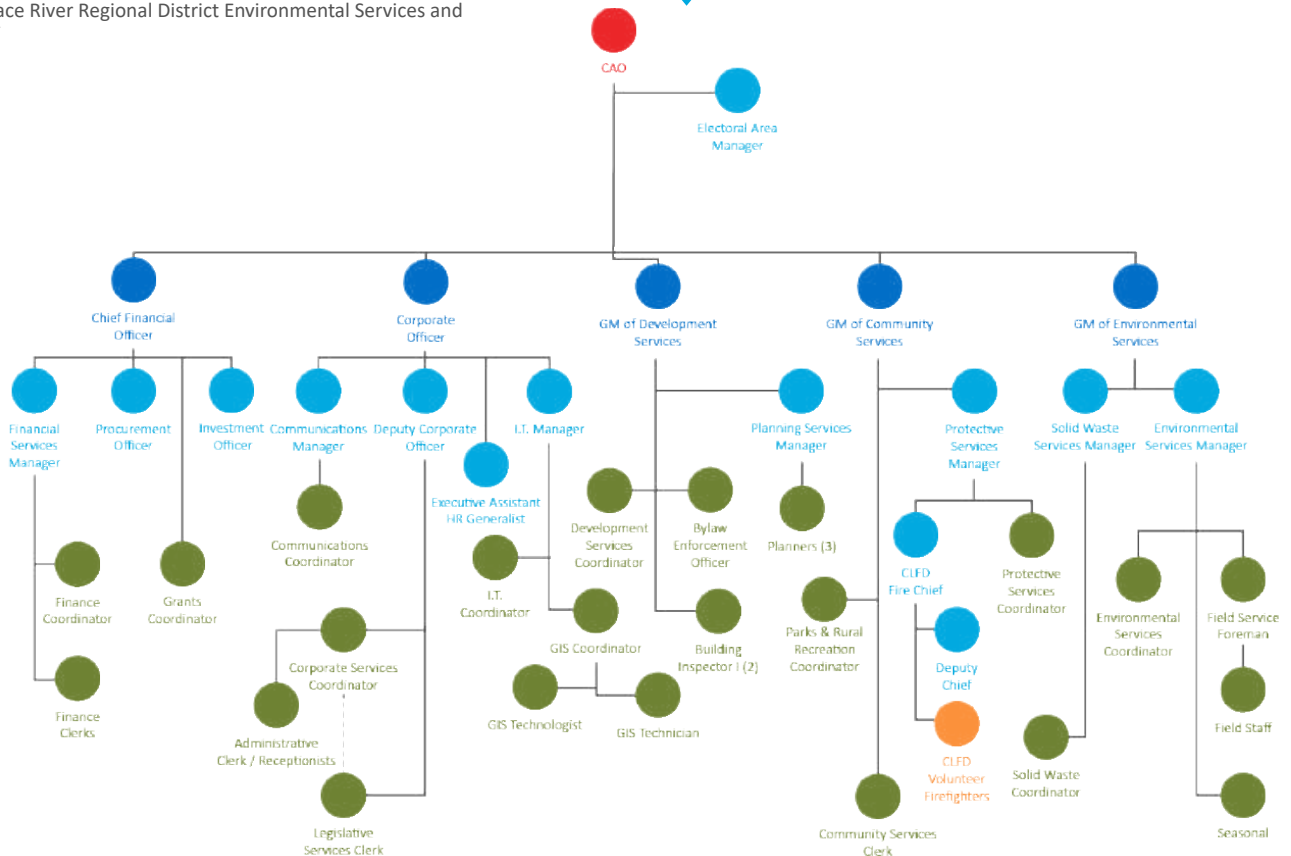 ace River Regional District Environmental Services and
CAO
Electoral Area
Manager
Chief Financial
Officer
Corporate
Officer
GM of Development
Services
GM of Community
Services
GM of Environmental
Services
Financial
Services
Manager
Procurement
Officer
Investment
Officer
Communications
Manager
Deputy Corporate
Officer
I.T. Manager
Planning Services
Manager
Protective
Services
Manager
Solid Waste
Services Manager
Environmental
Services Manager
Executive Assistant
HR Generalist
Communications
Coordinator
Development
Services
Coordinator
Bylaw
Enforcement
Officer
Planners (3)
CLFD
Fire Chief
Protective
Services
Coordinator
Finance
Coordinator
Grants
Coordinator
I.T.
Coordinator
Environmental
Services
Coordinator
Field Service
Foreman
Parks & Rural
Recreation
Coordinator
GIS Coordinator
Building
Inspector I (2)
Corporate Services
Coordinator
Deputy
Chief
Finance
Clerks
GIS Technologist
GIS Technician
Field Staff
Administrative
Clerk / Receptionists
CLFD
Volunteer
Firefighters
Solid Waste
Coordinator
Legislative
Services Clerk
Community Services
Clerk
Seasonal